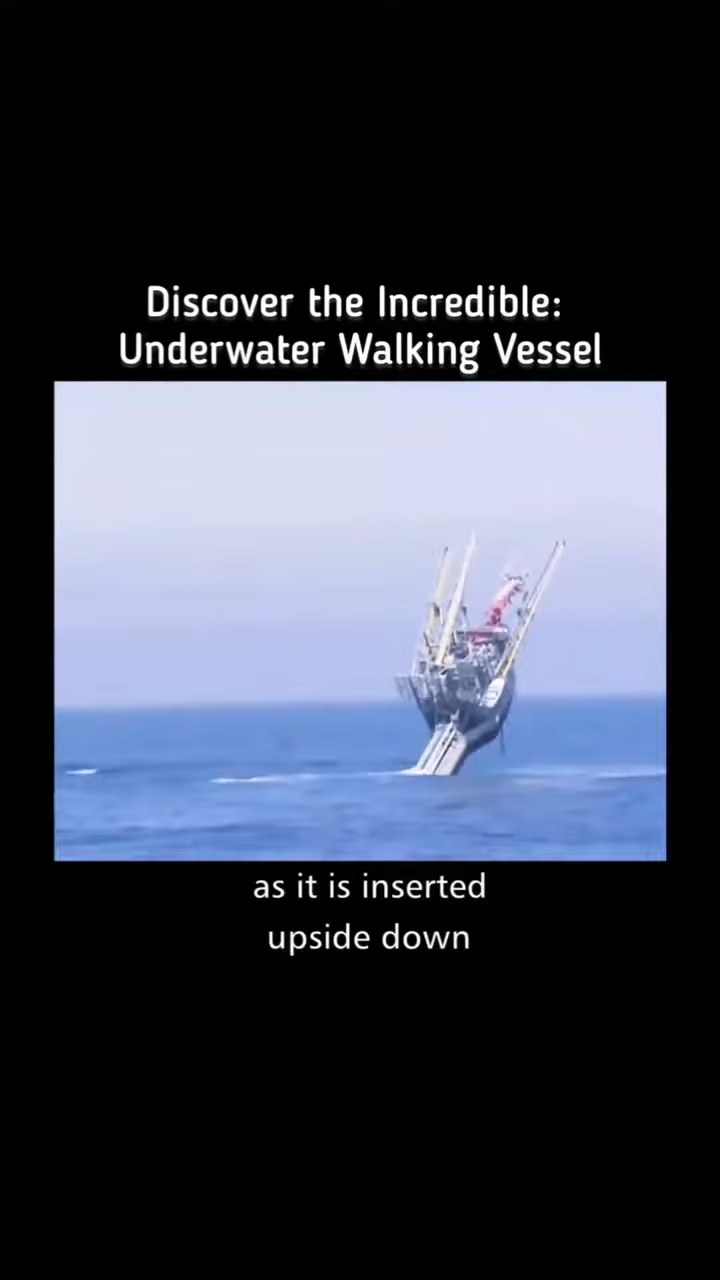 Discover the Incredible:
Underwater Walking Vessel
as it is inserted
upside down